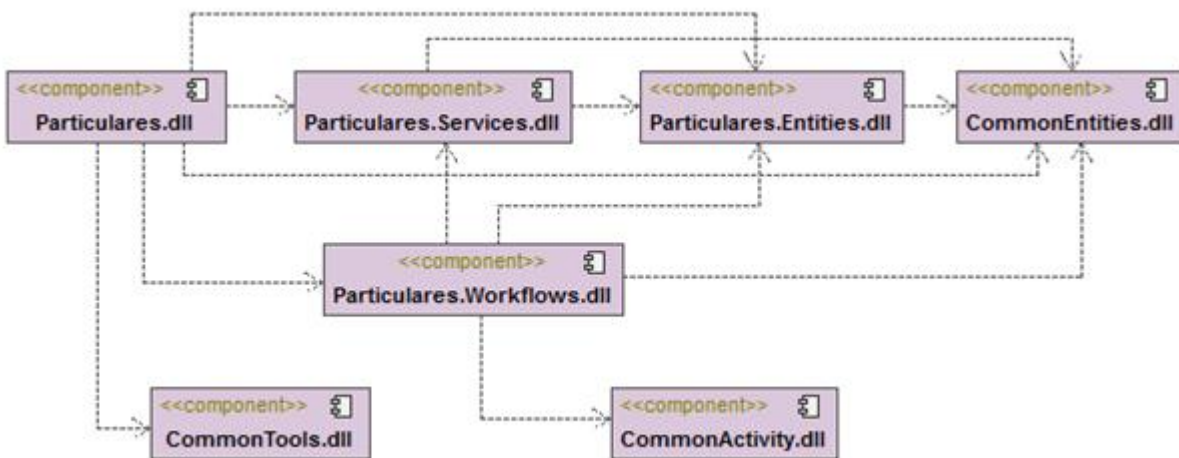 <<component>>
Particulares.dll
<<component>>
Particulares.Services.dll
<<component>>
Particulares.Entities.dll
<<component>>
CommonEntities.dll
<<component>>
Particulares.Workflows.dll
<<component>>
CommonTools.dll
<<component>>
CommonActivity.dll